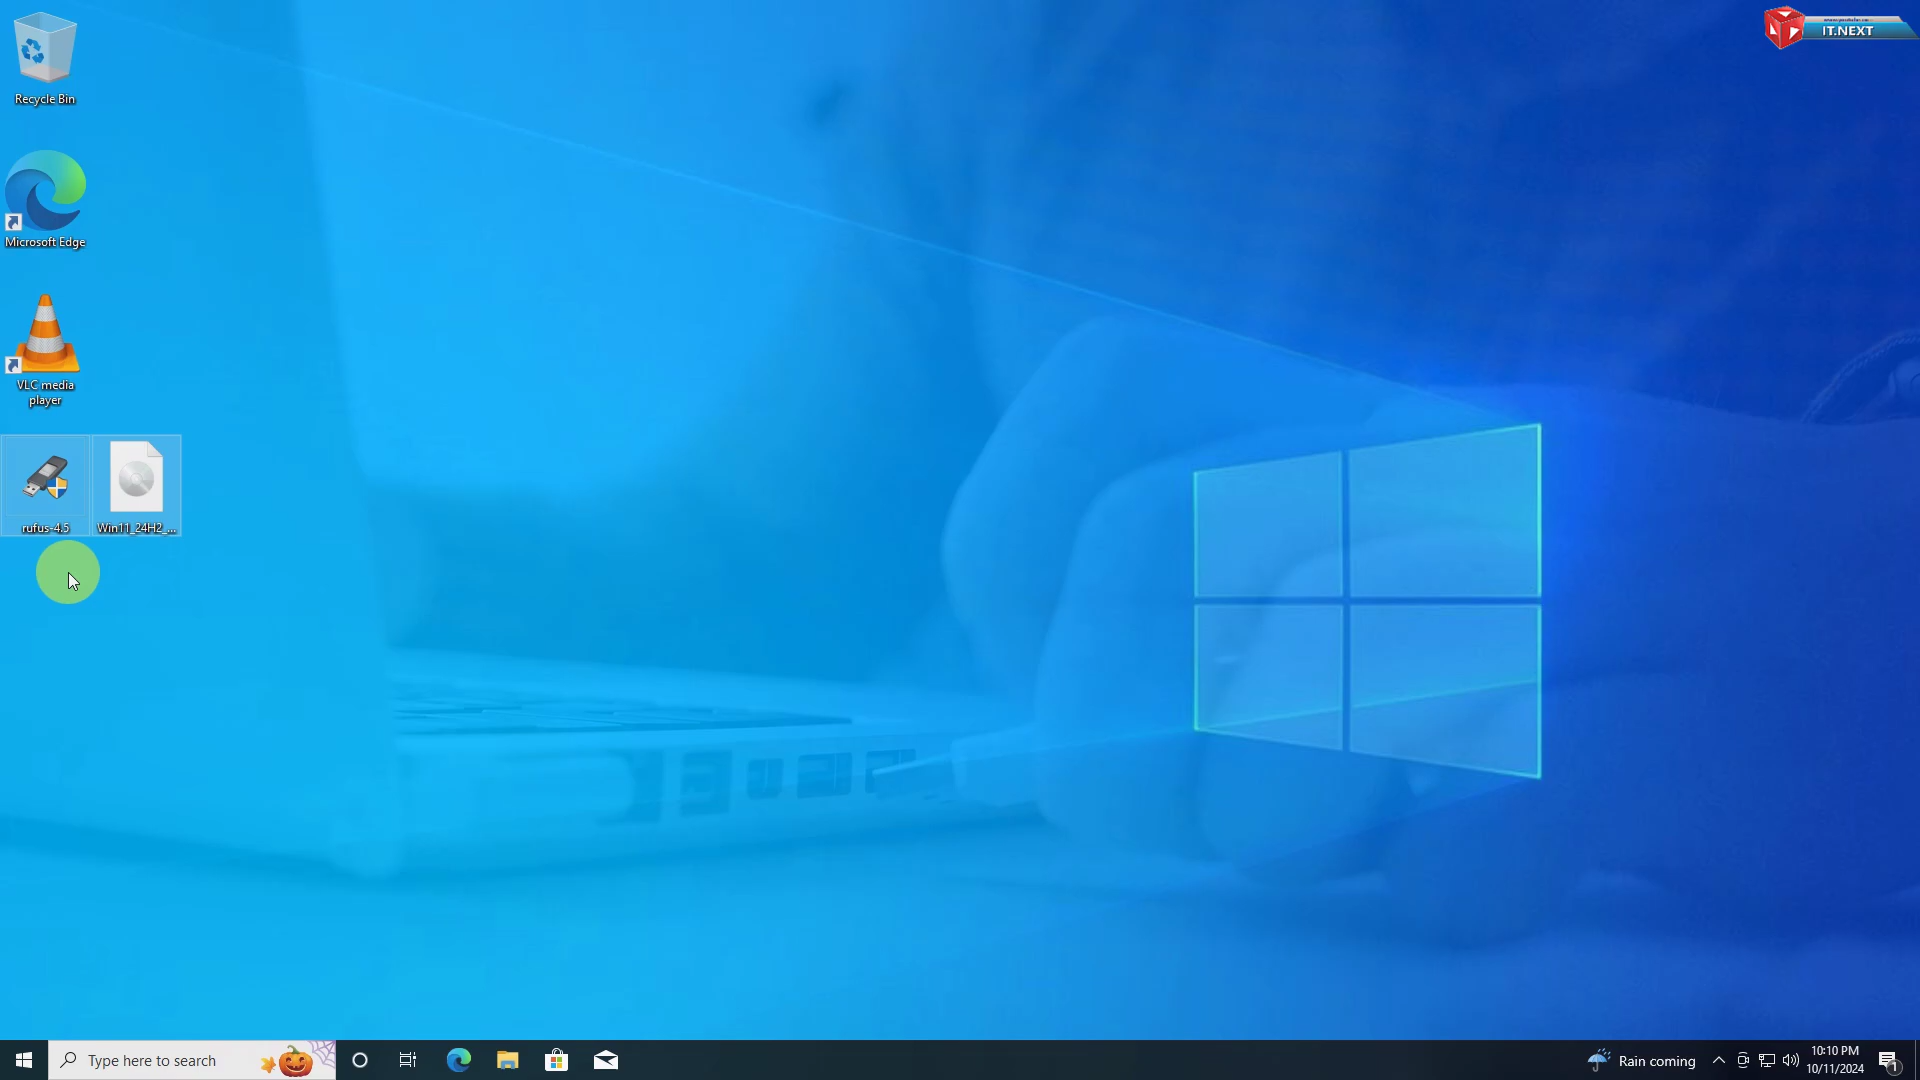 Recycle Bin
IT.NEXT
Microsoft Edge
VLC media
player
rufus-4.5
Win11_24H2_...
Type here to search
Rain coming
10:10 PM
10/11/2024
1